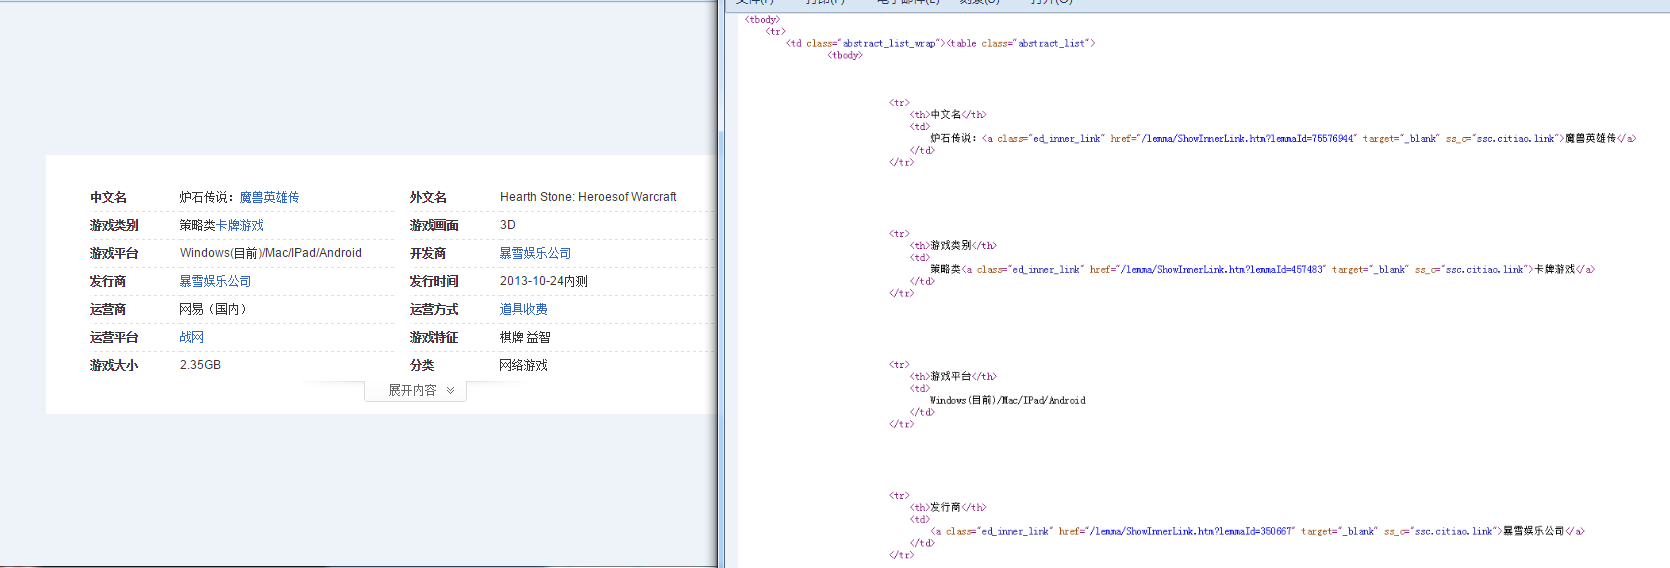 中文名 炉石传说：魔兽英雄传 外文名 Hearth Stone: Heroesof Warcraft
游戏类别 策略类卡牌游戏 游戏画面 3D
游戏平台 Windows(目前)/Mac/IPad/Android 开发商 暴雪娱乐公司
发行商 暴雪娱乐公司 发行时间 2013-10-24内测
运营商 网易（国内） 运营方式 道具收费
运营平台 战网 游戏特征 棋牌 益智
游戏大小 2.35GB 分类 网络游戏
展开内容
文件(F) 打印(P) 电子邮件(E) 刻录(U) 打开(O)
<tbody>
<tr>
<td class="abstract_list_wrap"><table class="abstract_list">
<tbody>
<tr>
<th>中文名</th>
<td>
炉石传说：<a class="ed_inner_link" href="/lemma/ShowInnerLink.htm?lemmaId=75576944" target="_blank" ss_c="ssc.citiao.link">魔兽英雄传</a>
</td>
</tr>
<tr>
<th>游戏类别</th>
<td>
策略类<a class="ed_inner_link" href="/lemma/ShowInnerLink.htm?lemmaId=457483" target="_blank" ss_c="ssc.citiao.link">卡牌游戏</a>
</td>
</tr>
<tr>
<th>游戏平台</th>
<td>
Windows(目前)/Mac/IPad/Android
</td>
</tr>
<tr>
<th>发行商</th>
<td>
<a class="ed_inner_link" href="/lemma/ShowInnerLink.htm?lemmaId=350667" target="_blank" ss_c="ssc.citiao.link">暴雪娱乐公司</a>
</td>
</tr>